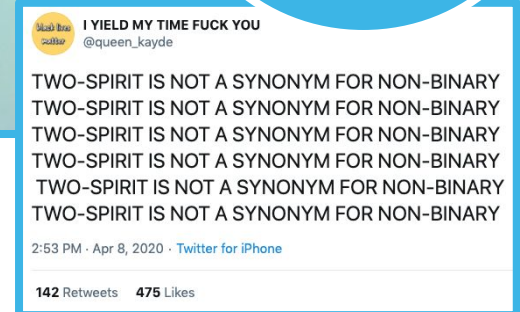 black lives
matter
I YIELD MY TIME FUCK YOU
@queen_kayde
TWO-SPIRIT IS NOT A SYNONYM FOR NON-BINARY
TWO-SPIRIT IS NOT A SYNONYM FOR NON-BINARY
TWO-SPIRIT IS NOT A SYNONYM FOR NON-BINARY
TWO-SPIRIT IS NOT A SYNONYM FOR NON-BINARY
TWO-SPIRIT IS NOT A SYNONYM FOR NON-BINARY
TWO-SPIRIT IS NOT A SYNONYM FOR NON-BINARY
2:53 PM · Apr 8, 2020 · Twitter for iPhone
142 Retweets 475 Likes